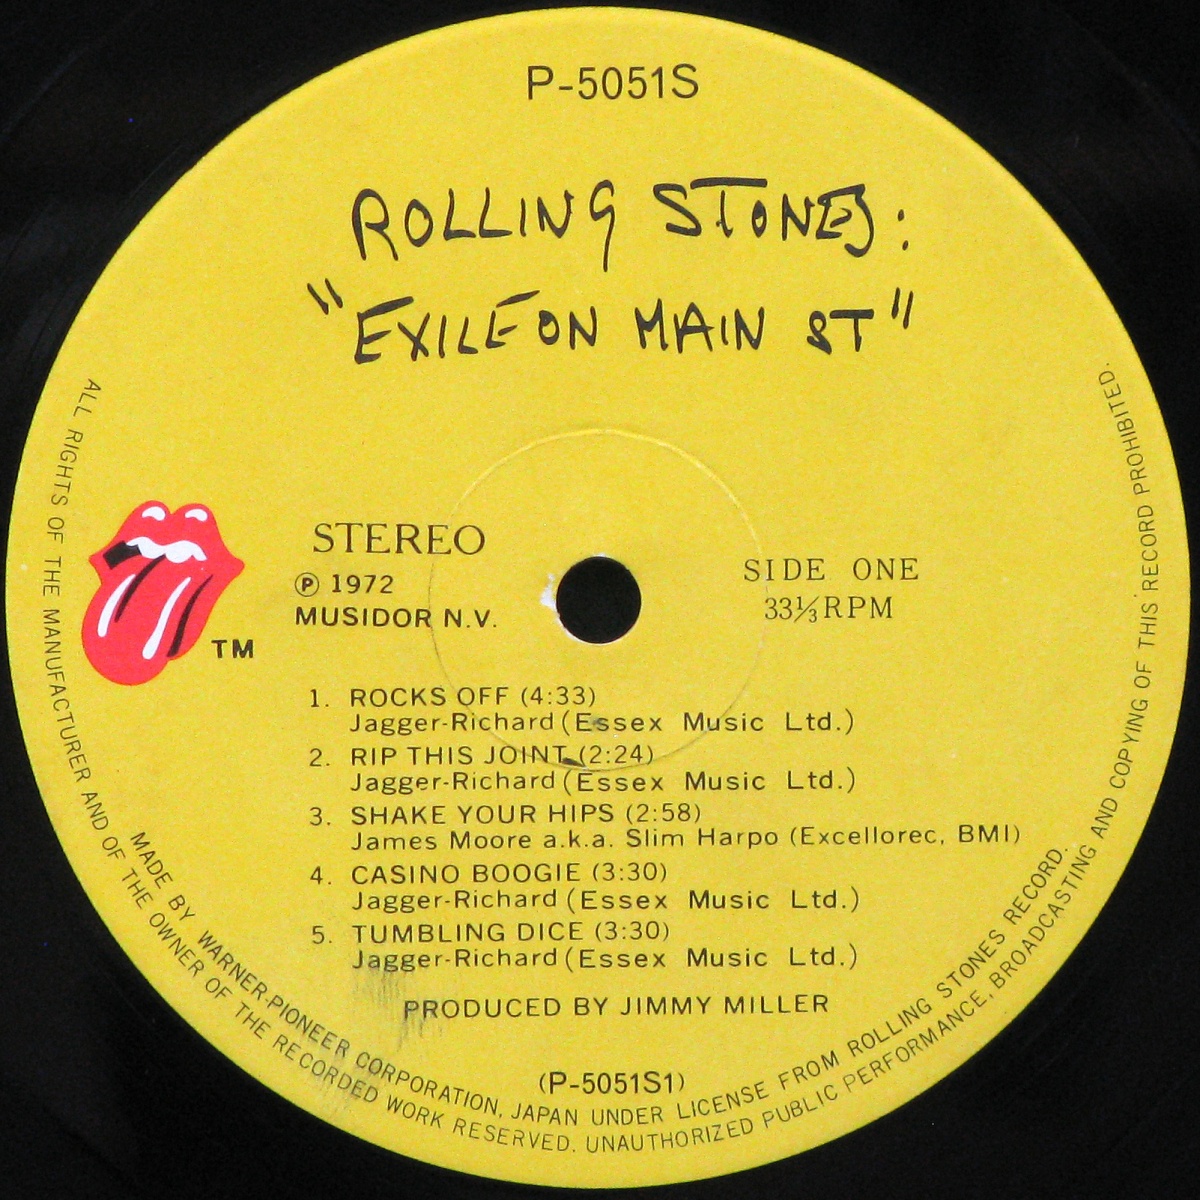 P-5051S
ROLLING STONES:
"EXILE ON MAIN ST"
STEREO
Ⓟ 1972
MUSIDOR N.V.
SIDE ONE
33⅓RPM
TM
1. ROCKS OFF (4:33)
Jagger-Richard (Essex Music Ltd.)
2. RIP THIS JOINT (2:24)
Jagger-Richard (Essex Music Ltd.)
3. SHAKE YOUR HIPS (2:58)
James Moore a.k.a. Slim Harpo (Excellorec, BMI)
4. CASINO BOOGIE (3:30)
Jagger-Richard (Essex Music Ltd.)
5. TUMBLING DICE (3:30)
Jagger-Richard (Essex Music Ltd.)
PRODUCED BY JIMMY MILLER
(P-5051S1)
MADE BY WARNER-PIONEER CORPORATION, JAPAN UNDER LICENSE FROM ROLLING STONES RECORD.
ALL RIGHTS OF THE MANUFACTURER AND OF THE OWNER OF THE RECORDED WORK RESERVED. UNAUTHORIZED PUBLIC PERFORMANCE, BROADCASTING AND COPYING OF THIS RECORD PROHIBITED.